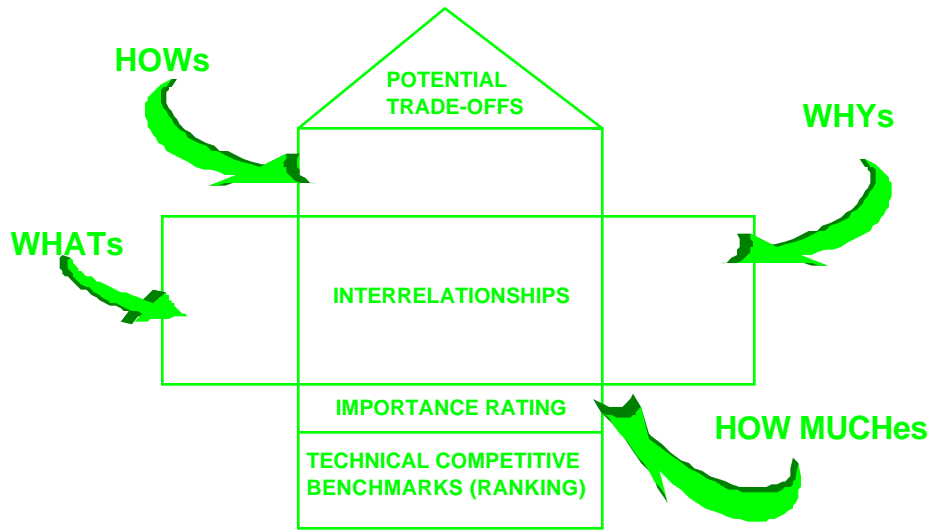 HOWs
POTENTIAL
TRADE-OFFS
WHYs
WHATs
INTERRELATIONSHIPS
IMPORTANCE RATING
HOW MUCHes
TECHNICAL COMPETITIVE
BENCHMARKS (RANKING)